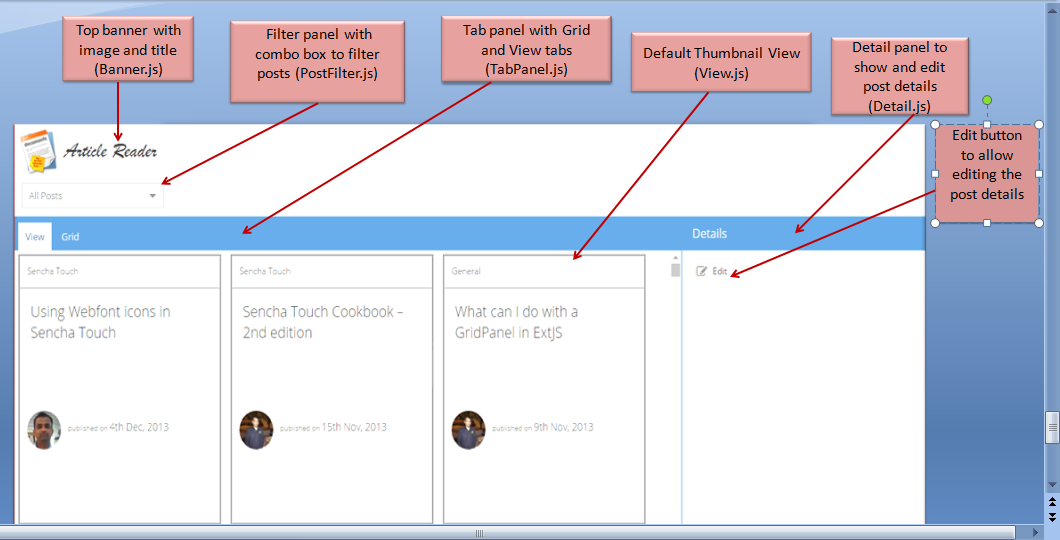 Top banner with
image and title
(Banner.js)
Filter panel with
combo box to filter
posts (PostFilter.js)
Tab panel with Grid
and View tabs
(TabPanel.js)
Default Thumbnail View
(View.js)
Detail panel to
show and edit
post details
(Detail.js)
Edit button
to allow
editing the
post details
Article Reader
All Posts
View Grid
Details
Edit
Sencha Touch
Using Webfont icons in
Sencha Touch
published on 4th Dec, 2013
Sencha Touch
Sencha Touch Cookbook –
2nd edition
published on 15th Nov, 2013
General
What can I do with a
GridPanel in ExtJS
published on 9th Nov, 2013